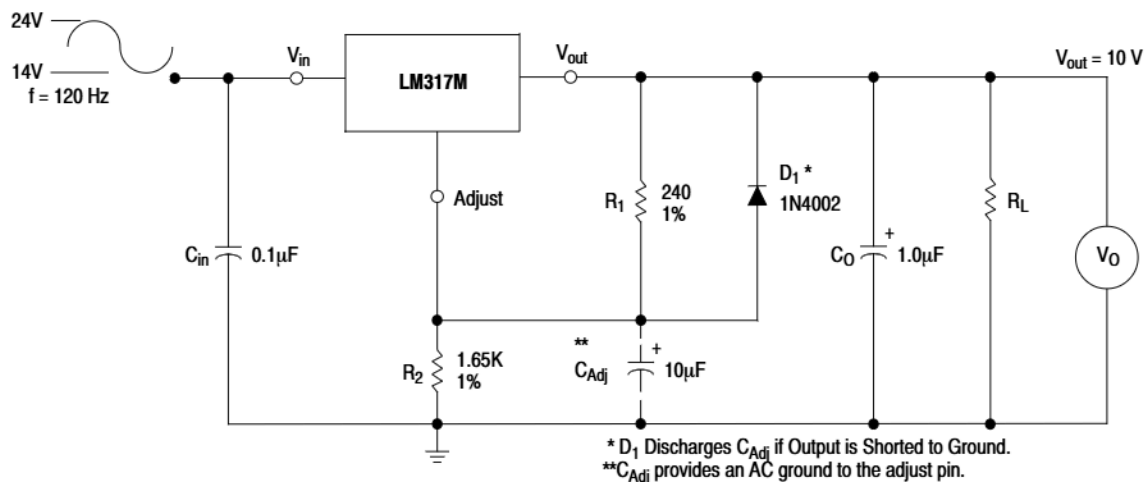 24V
14V
f = 120 Hz
Vin
LM317M
Vout
Vout = 10 V
Adjust
R1
240
1%
D1 *
1N4002
RL
Cin
0.1μF
CO
+
1.0μF
VO
R2
1.65K
1%
**
CAdj
+
10μF
* D1 Discharges CAdj if Output is Shorted to Ground.
**CAdj provides an AC ground to the adjust pin.